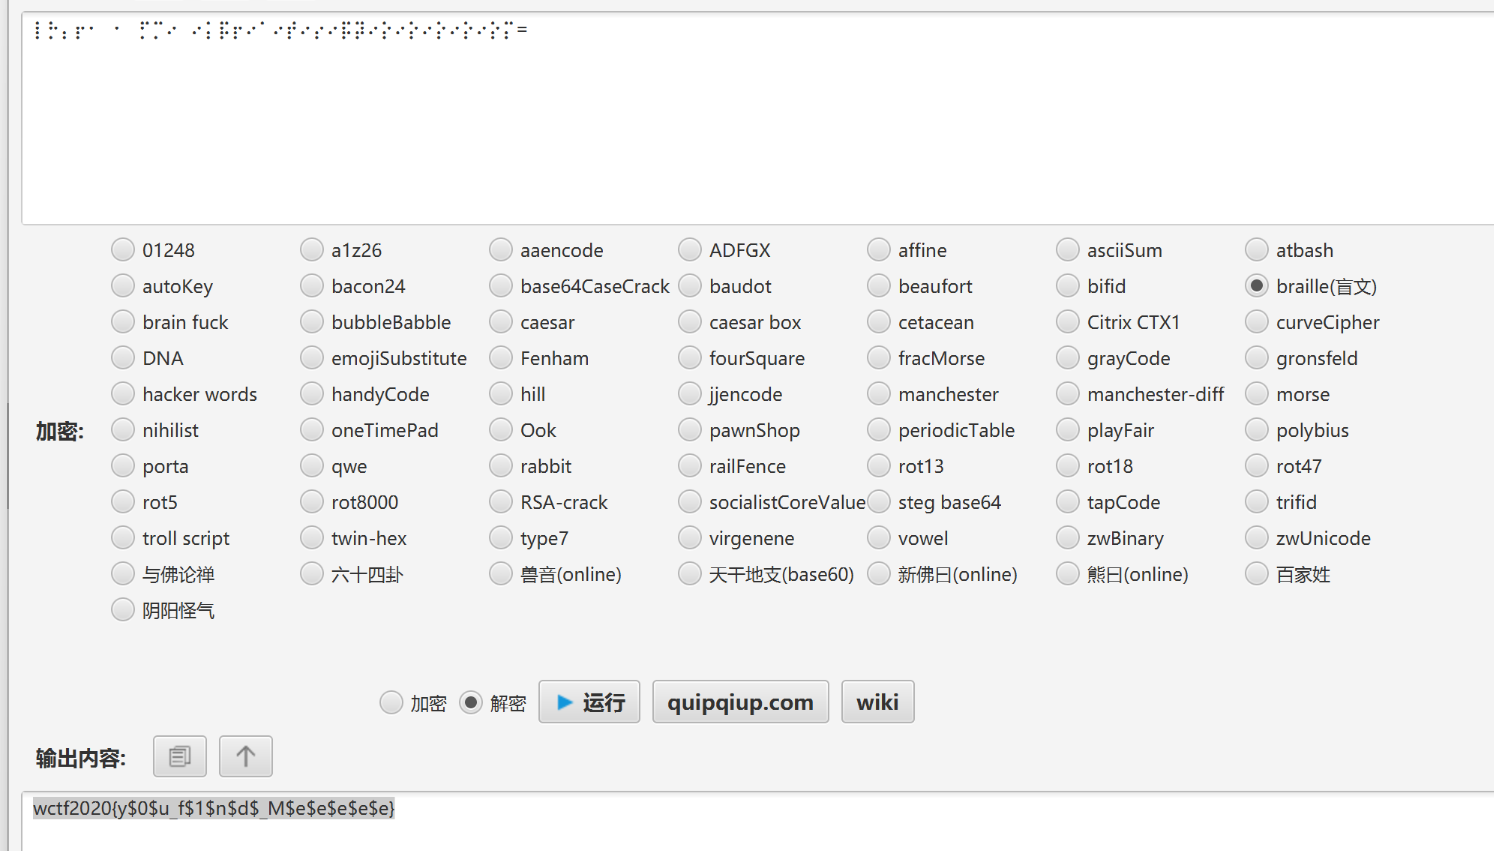 01248 a1z26 aaencode ADFGX affine asciiSum atbash
autoKey bacon24 base64CaseCrack baudot beaufort bifid braille(盲文)
brain fuck bubbleBabble caesar caesar box cetacean Citrix CTX1 curveCipher
DNA emojiSubstitute Fenham fourSquare fracMorse grayCode gronsfeld
hacker words handyCode hill jjencode manchester manchester-diff morse
加密: nihilist oneTimePad Ook pawnShop periodicTable playFair polybius
porta qwe rabbit railFence rot13 rot18 rot47
rot5 rot8000 RSA-crack socialistCoreValue steg base64 tapCode trifid
troll script twin-hex type7 virgenene vowel zwBinary zwUnicode
与佛论禅 六十四卦 兽音(online) 天干地支(base60) 新佛曰(online) 熊曰(online) 百家姓
阴阳怪气
加密 解密 运行 quipqiup.com wiki
输出内容:
wctf2020{y$0$u_f$1$n$d$_M$e$e$e$e$e}